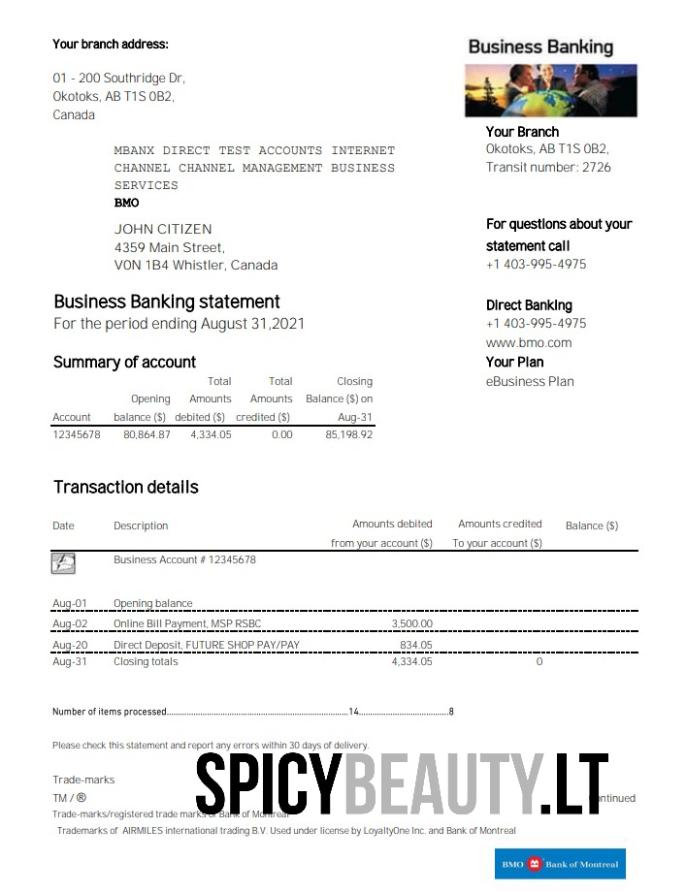 Your branch address:
01 - 200 Southridge Dr,
Okotoks, AB T1S 0B2,
Canada
Business Banking
Your Branch
Okotoks, AB T1S 0B2,
Transit number: 2726
MBANX DIRECT TEST ACCOUNTS INTERNET
CHANNEL CHANNEL MANAGEMENT BUSINESS
SERVICES
BMO
JOHN CITIZEN
4359 Main Street,
V0N 1B4 Whistler, Canada
For questions about your
statement call
+1 403-995-4975
Direct Banking
+1 403-995-4975
www.bmo.com
Your Plan
eBusiness Plan
Business Banking statement
For the period ending August 31,2021
Summary of account
Total Total Closing
Opening Amounts Amounts Balance ($) on
Account balance ($) debited ($) credited ($) Aug-31
12345678 80,864.87 4,334.05 0.00 85,198.92
Transaction details
Date Description Amounts debited Amounts credited Balance ($)
from your account ($) To your account ($)
Business Account # 12345678
Aug-01 Opening balance
Aug-02 Online Bill Payment, MSP RSBC 3,500.00
Aug-20 Direct Deposit, FUTURE SHOP PAY/PAY 834.05
Aug-31 Closing totals 4,334.05 0
Number of items processed.....14.....8
Please check this statement and report any errors within 30 days of delivery.
SPICYBEAUTY.LT
Trade-marks
TM / ® ntinued
Trade-marks/registered trade marks of Bank of Montreal
Trademarks of AIRMILES international trading B.V. Used under license by LoyaltyOne Inc. and Bank of Montreal
BMO Bank of Montreal